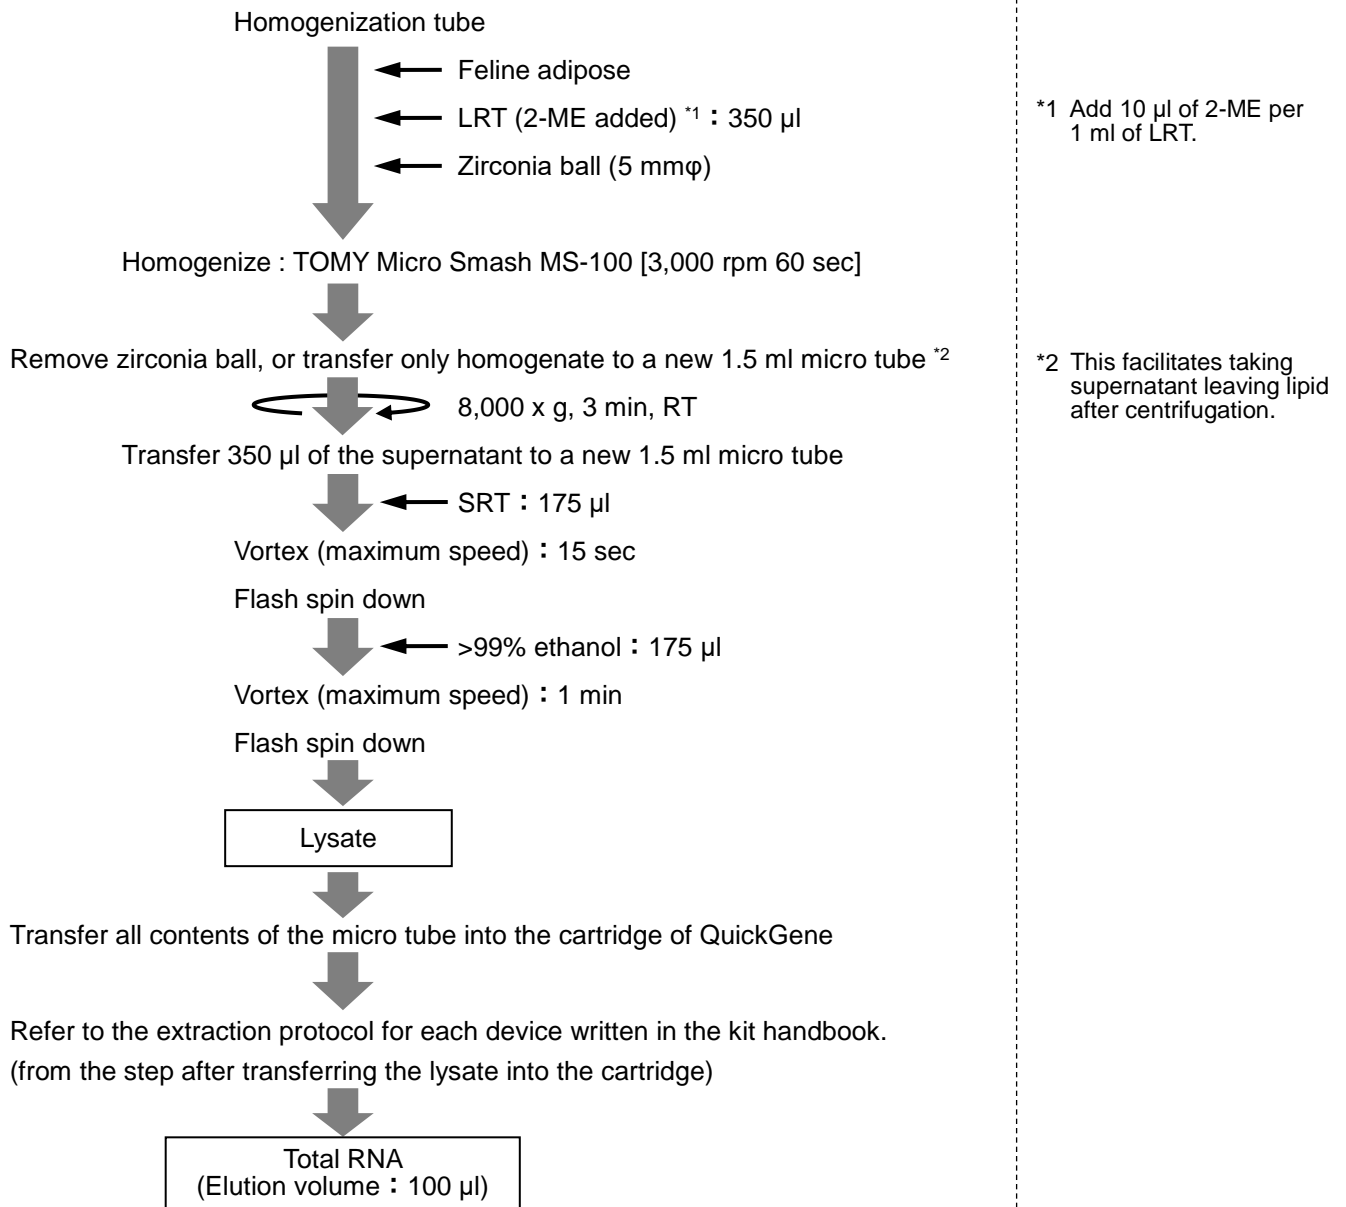 Homogenization tube
Feline adipose
LRT (2-ME added) *1：350 µl
Zirconia ball (5 mmφ)
*1 Add 10 µl of 2-ME per
1 ml of LRT.
Homogenize : TOMY Micro Smash MS-100 [3,000 rpm 60 sec]
Remove zirconia ball, or transfer only homogenate to a new 1.5 ml micro tube *2
*2 This facilitates taking
supernatant leaving lipid
after centrifugation.
8,000 x g, 3 min, RT
Transfer 350 µl of the supernatant to a new 1.5 ml micro tube
SRT：175 µl
Vortex (maximum speed)：15 sec
Flash spin down
>99% ethanol：175 µl
Vortex (maximum speed)：1 min
Flash spin down
Lysate
Transfer all contents of the micro tube into the cartridge of QuickGene
Refer to the extraction protocol for each device written in the kit handbook.
(from the step after transferring the lysate into the cartridge)
Total RNA
(Elution volume：100 µl)